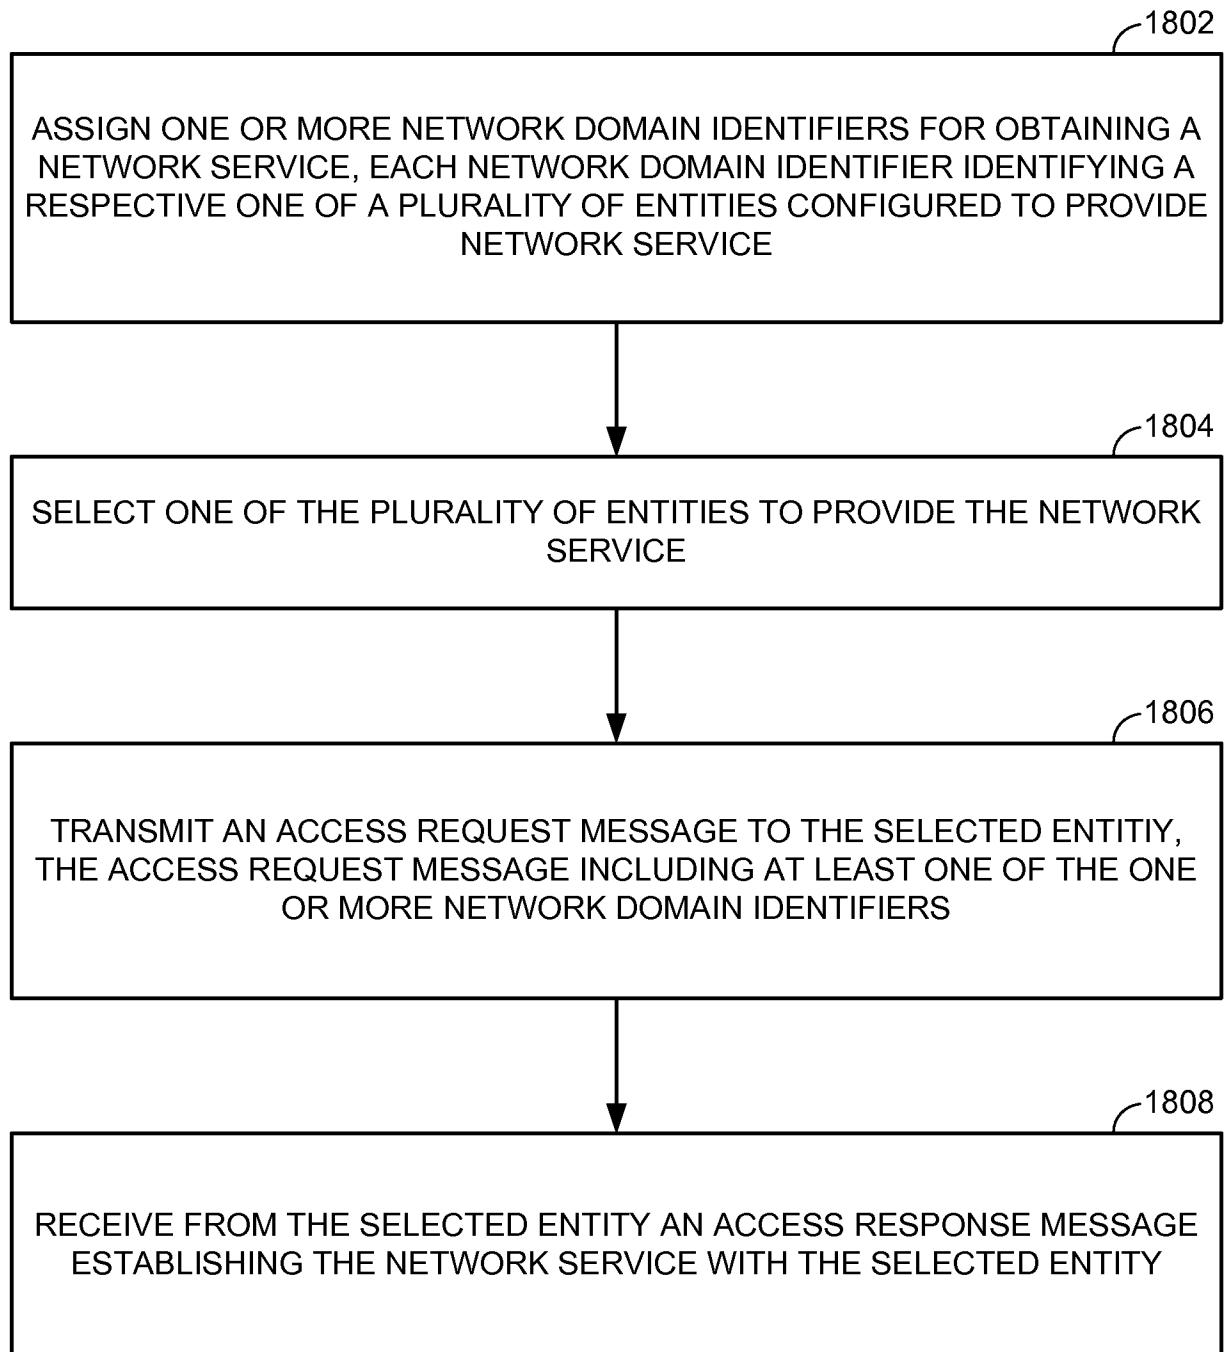 1802
ASSIGN ONE OR MORE NETWORK DOMAIN IDENTIFIERS FOR OBTAINING A
NETWORK SERVICE, EACH NETWORK DOMAIN IDENTIFIER IDENTIFYING A
RESPECTIVE ONE OF A PLURALITY OF ENTITIES CONFIGURED TO PROVIDE
NETWORK SERVICE
1804
SELECT ONE OF THE PLURALITY OF ENTITIES TO PROVIDE THE NETWORK
SERVICE
1806
TRANSMIT AN ACCESS REQUEST MESSAGE TO THE SELECTED ENTITIY,
THE ACCESS REQUEST MESSAGE INCLUDING AT LEAST ONE OF THE ONE
OR MORE NETWORK DOMAIN IDENTIFIERS
1808
RECEIVE FROM THE SELECTED ENTITY AN ACCESS RESPONSE MESSAGE
ESTABLISHING THE NETWORK SERVICE WITH THE SELECTED ENTITY